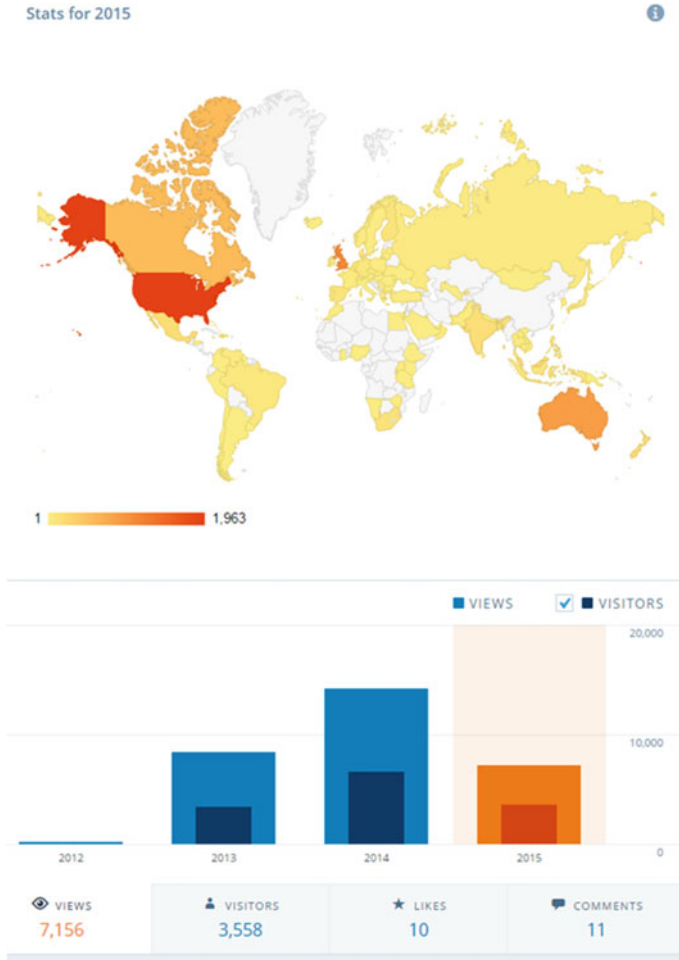 Stats for 2015
1 1,963
VIEWS VISITORS
20,000
10,000
0
2012 2013 2014 2015
VIEWS VISITORS LIKES COMMENTS
7,156 3,558 10 11